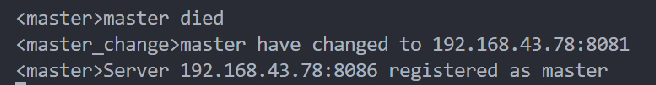 <master>master died
<master_change>master have changed to 192.168.43.78:8081
<master>Server 192.168.43.78:8086 registered as master